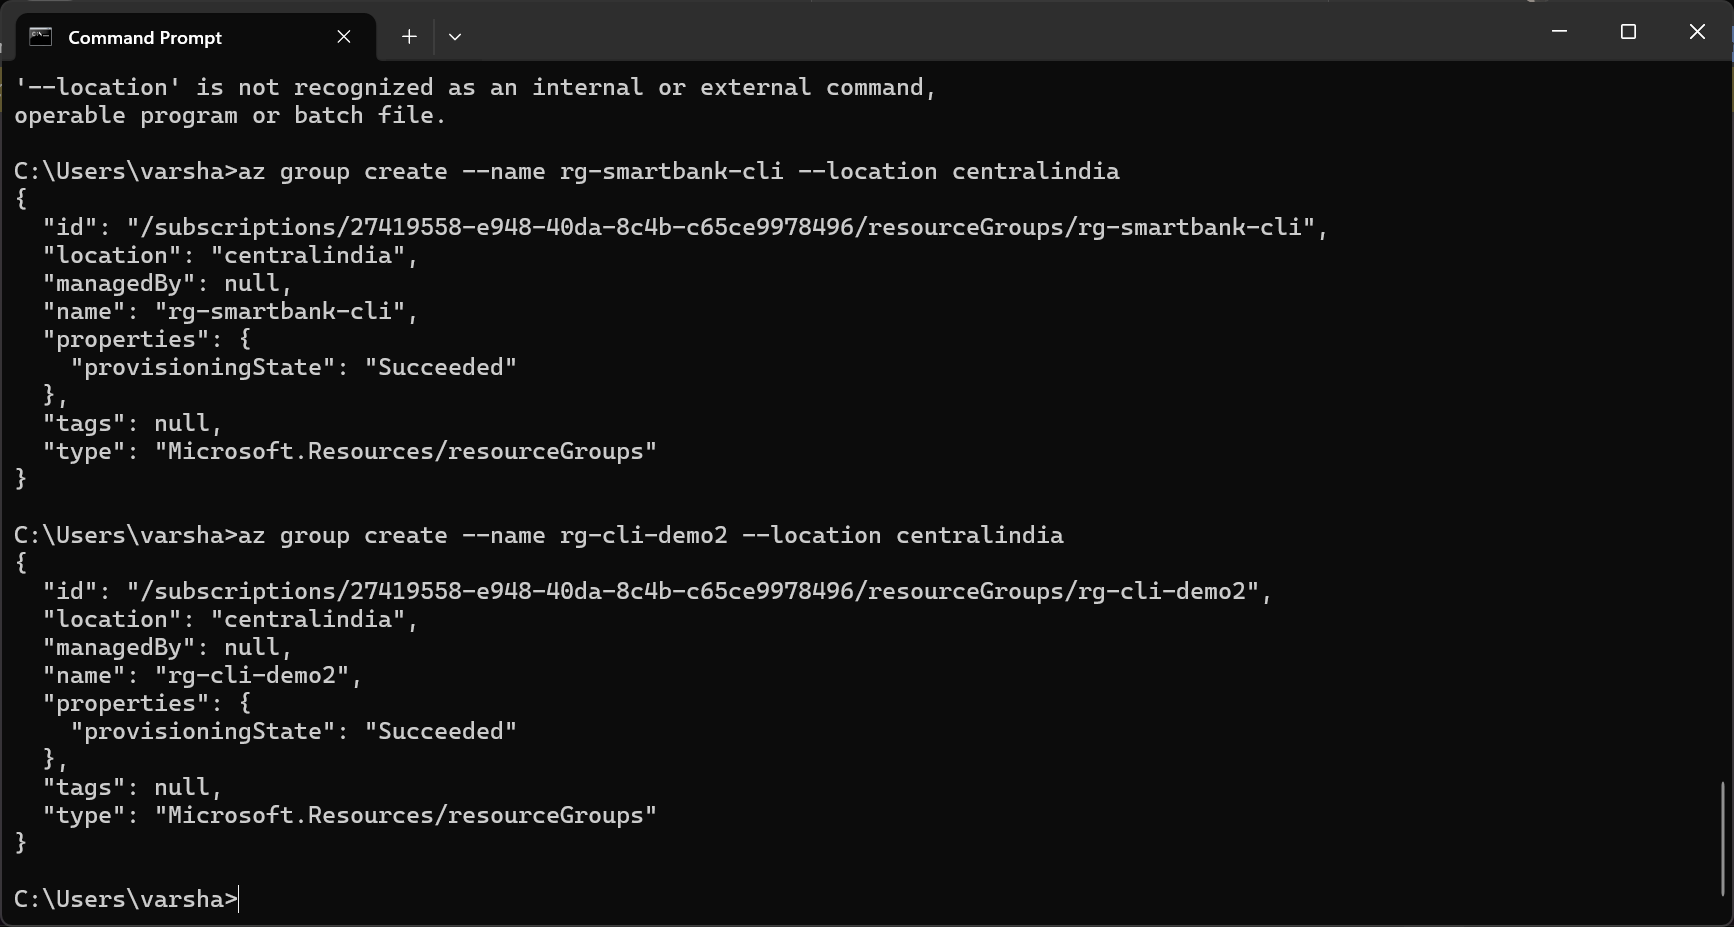 Command Prompt
'--location' is not recognized as an internal or external command,
operable program or batch file.
C:\Users\varsha>az group create --name rg-smartbank-cli --location centralindia
{
  "id": "/subscriptions/27419558-e948-40da-8c4b-c65ce9978496/resourceGroups/rg-smartbank-cli",
  "location": "centralindia",
  "managedBy": null,
  "name": "rg-smartbank-cli",
  "properties": {
    "provisioningState": "Succeeded"
  },
  "tags": null,
  "type": "Microsoft.Resources/resourceGroups"
}
C:\Users\varsha>az group create --name rg-cli-demo2 --location centralindia
{
  "id": "/subscriptions/27419558-e948-40da-8c4b-c65ce9978496/resourceGroups/rg-cli-demo2",
  "location": "centralindia",
  "managedBy": null,
  "name": "rg-cli-demo2",
  "properties": {
    "provisioningState": "Succeeded"
  },
  "tags": null,
  "type": "Microsoft.Resources/resourceGroups"
}
C:\Users\varsha>